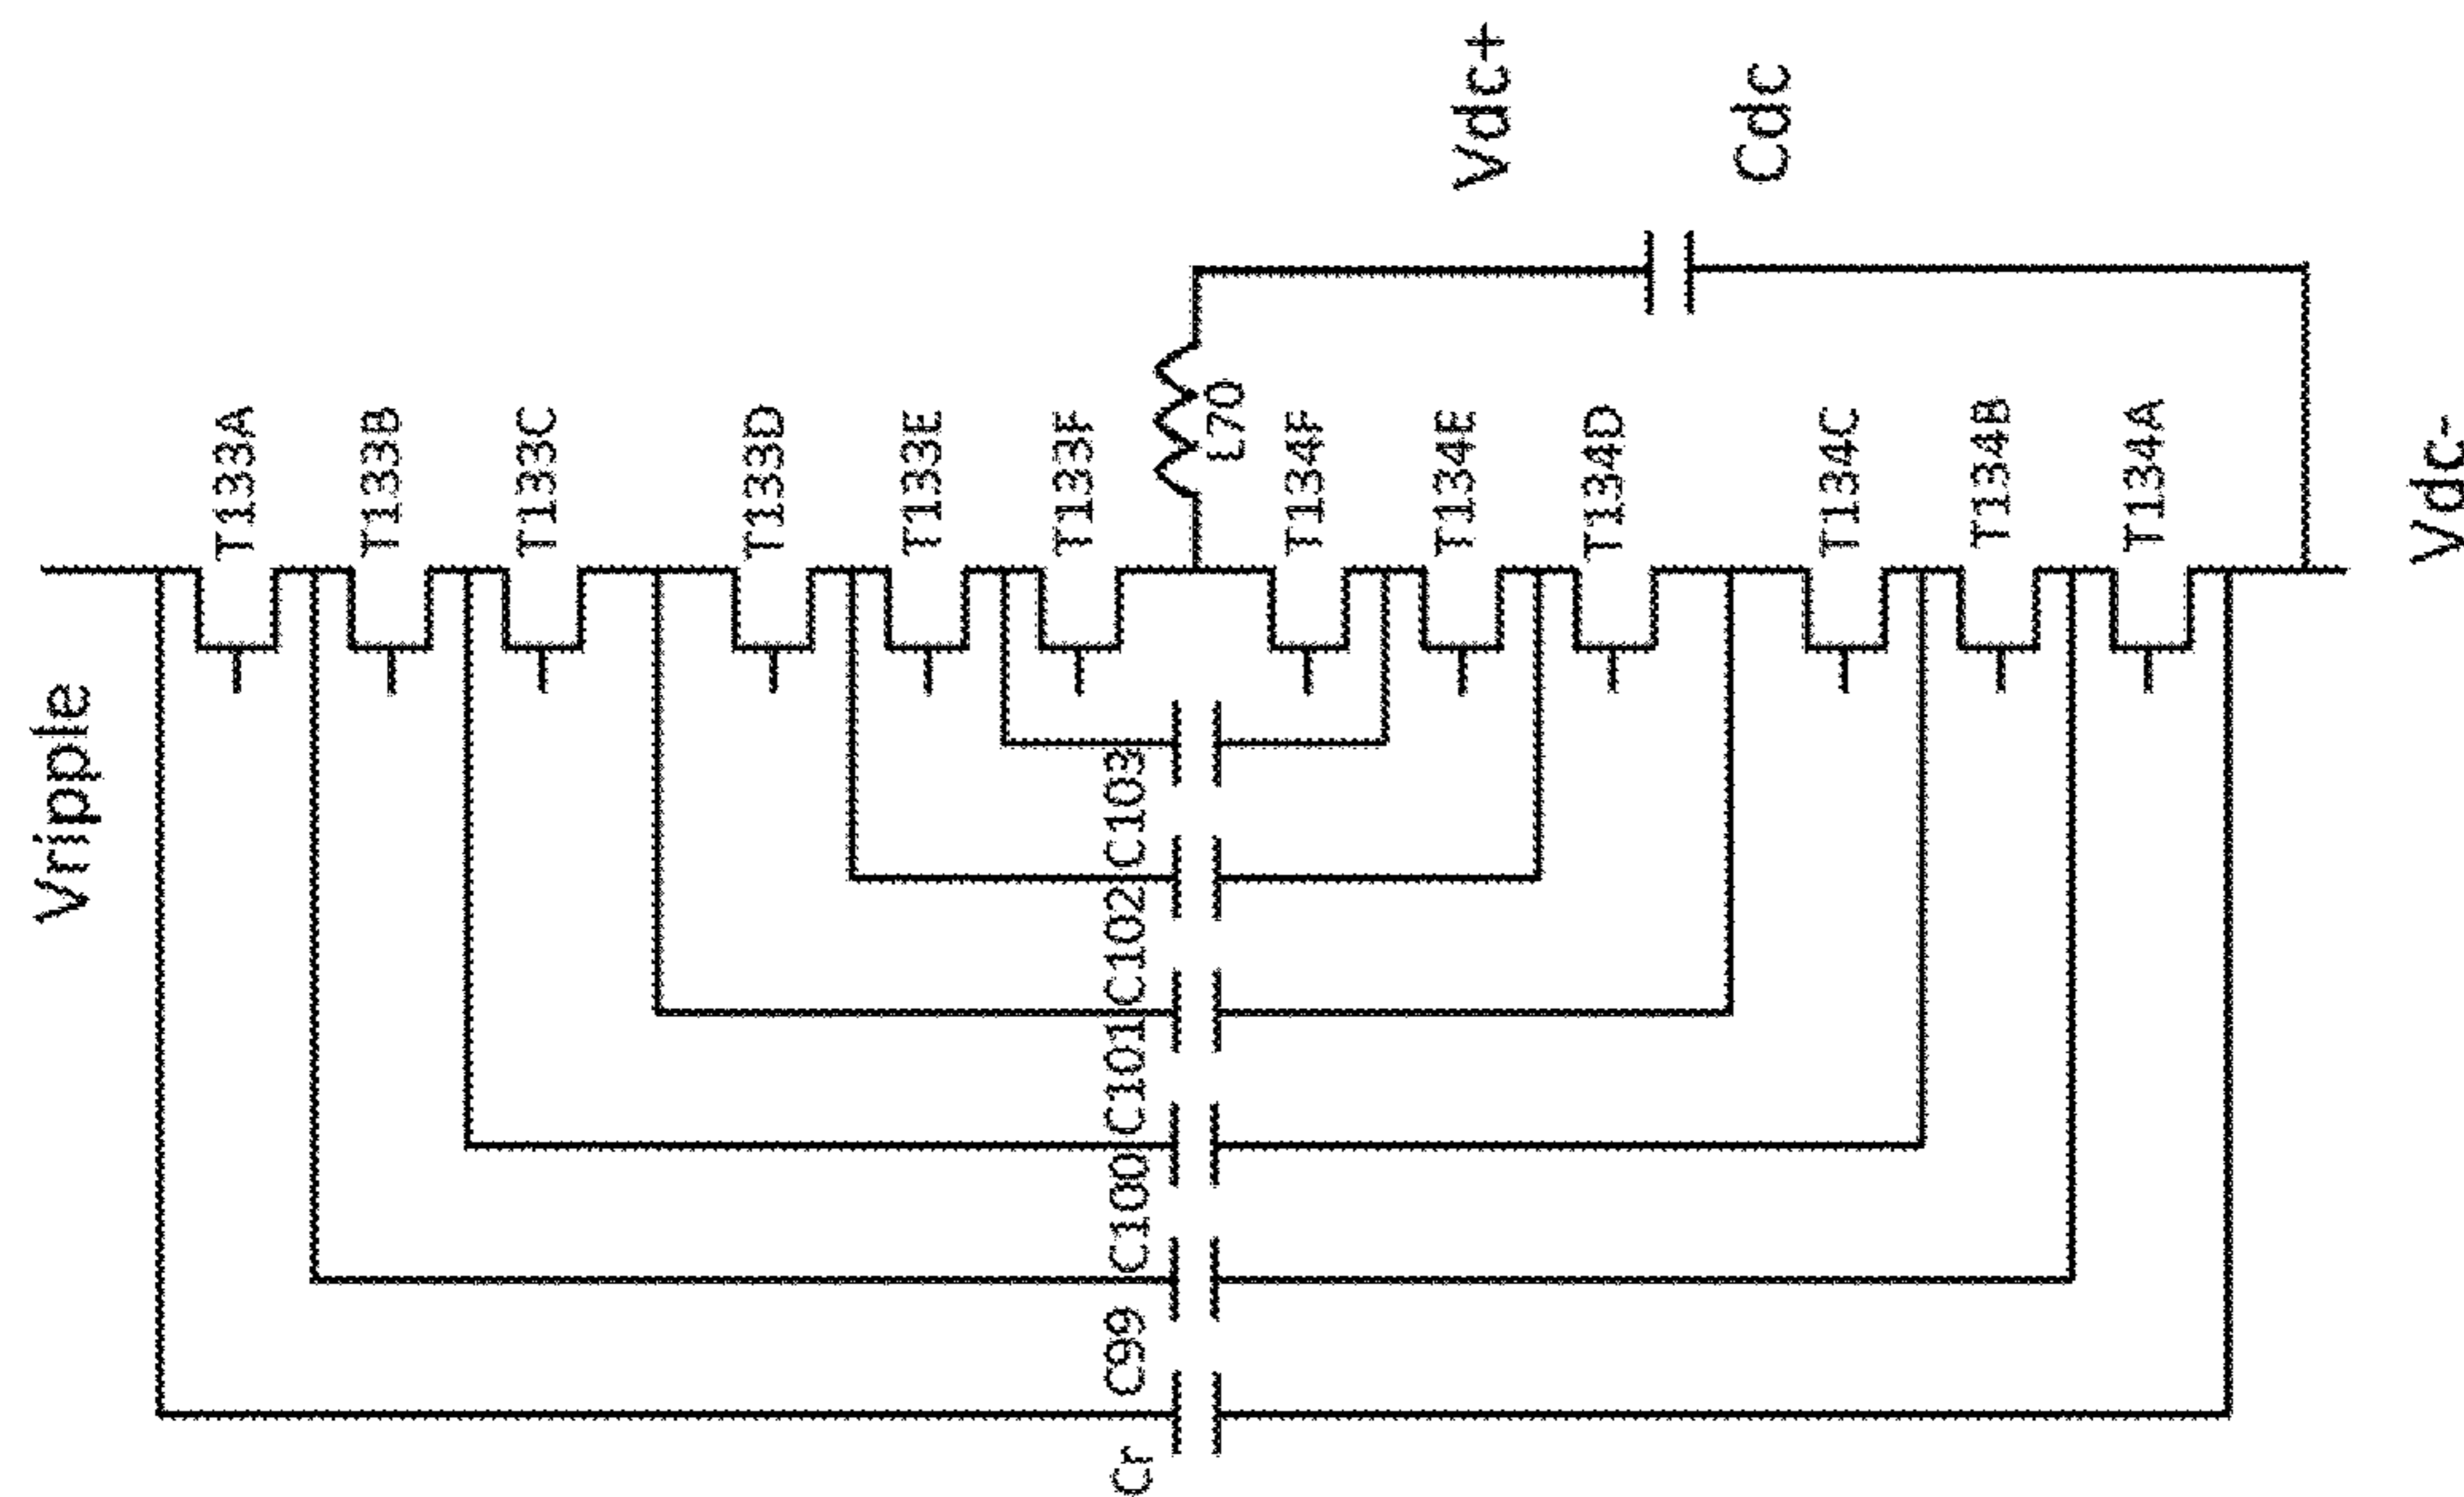 Vripple
T133A
T133B
T133C
T133D
T133E
T133F
L70
T134F
T134E
T134D
T134C
T134B
T134A
Vdc+
Cdc
Vdc-
Cr
C99
C100
C101
C102
C103